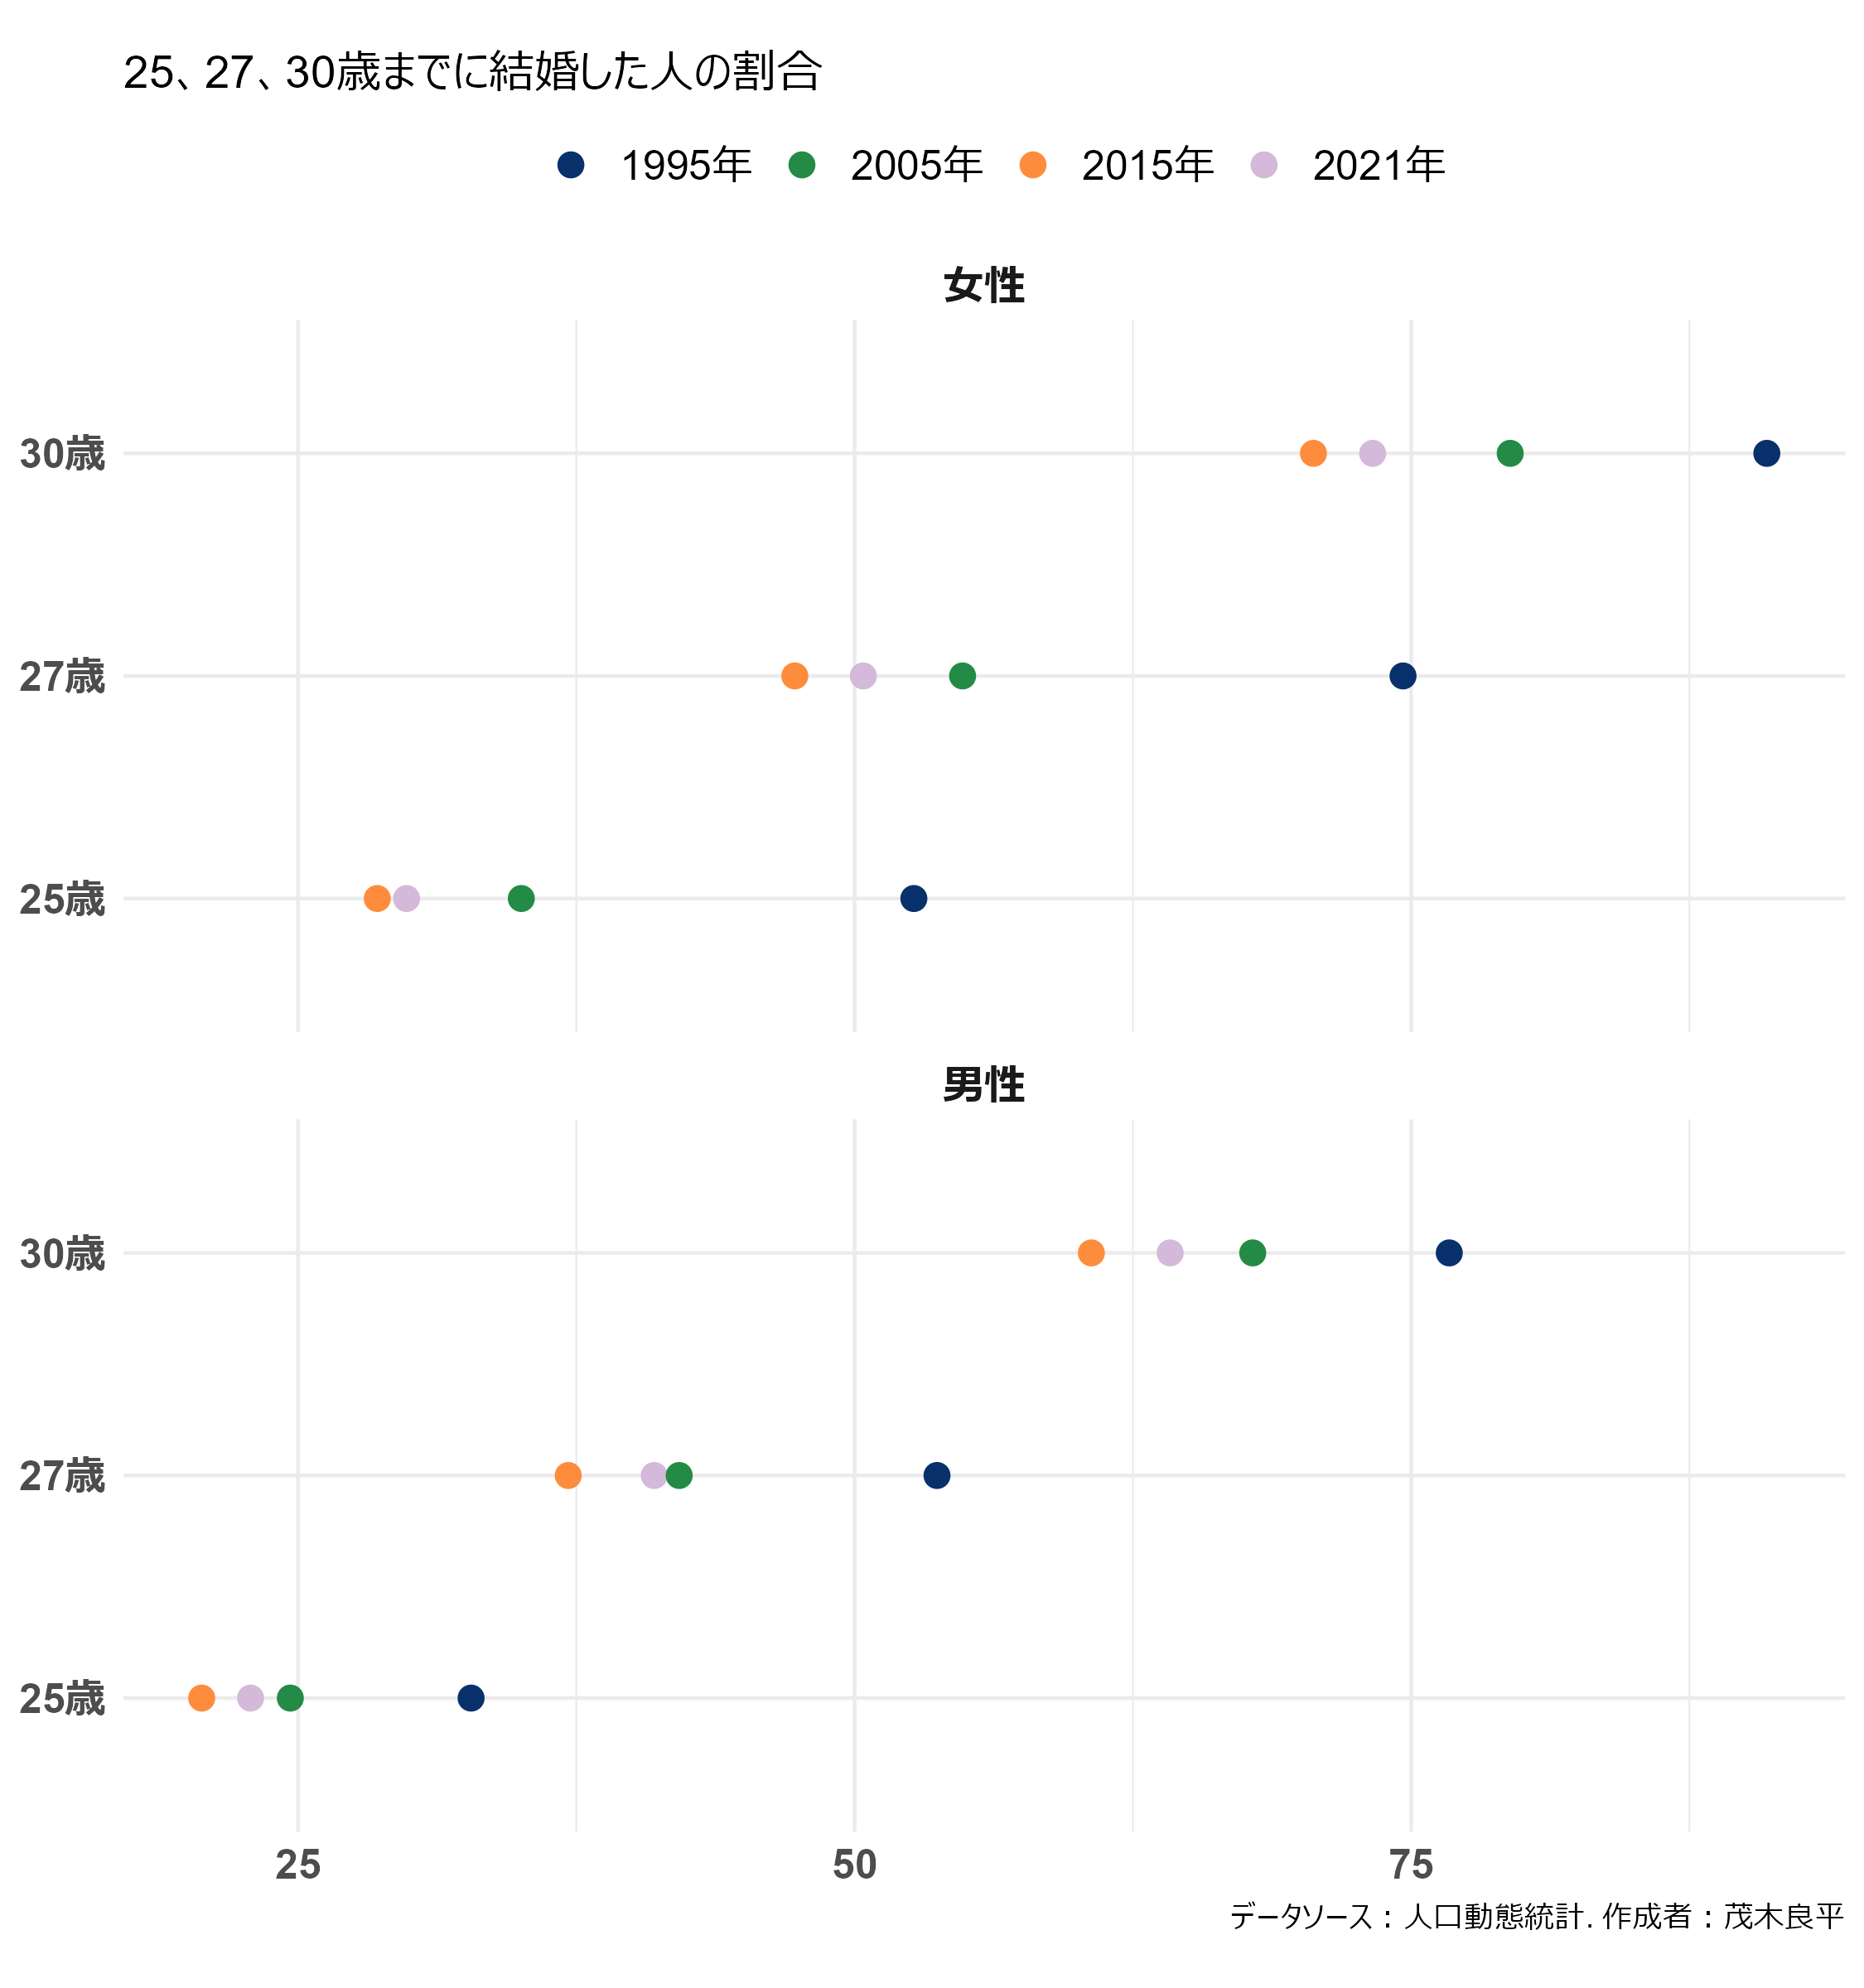 25、27、30歳までに結婚した人の割合
1995年 2005年 2015年 2021年
女性
30歳
27歳
25歳
男性
30歳
27歳
25歳
25 50 75
データソース：人口動態統計. 作成者：茂木良平